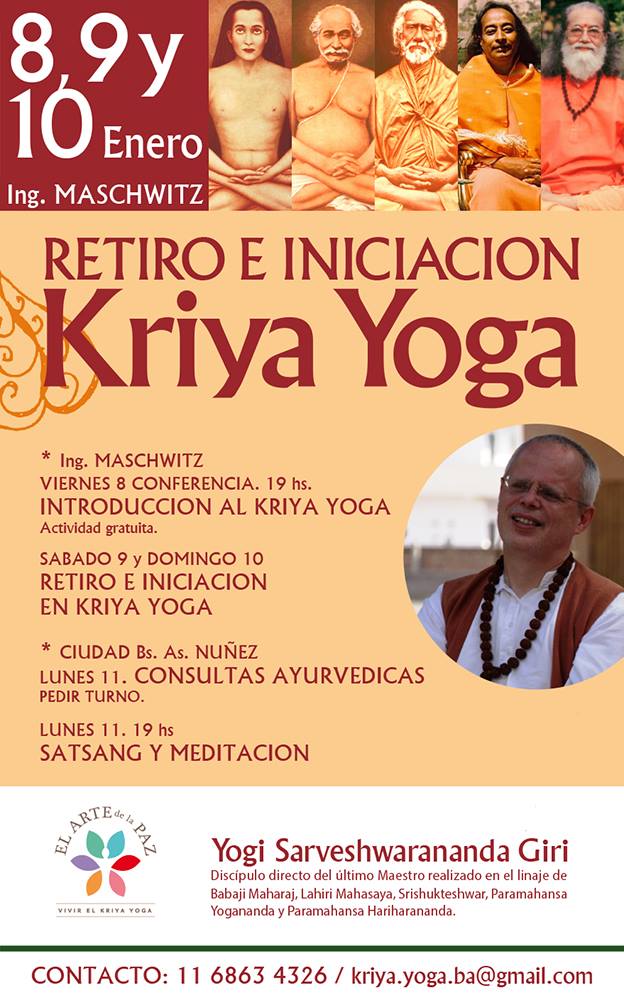 8, 9 y
10 Enero
Ing. MASCHWITZ
RETIRO E INICIACION
Kriya Yoga
* Ing. MASCHWITZ
VIERNES 8 CONFERENCIA. 19 hs.
INTRODUCCION AL KRIYA YOGA
Actividad gratuita.
SABADO 9 y DOMINGO 10
RETIRO E INICIACION
EN KRIYA YOGA
* CIUDAD Bs. As. NUÑEZ
LUNES 11. CONSULTAS AYURVEDICAS
PEDIR TURNO.
LUNES 11. 19 hs
SATSANG Y MEDITACION
EL ARTE de la PAZ
VIVIR EL KRIYA YOGA
Yogi Sarveshwarananda Giri
Discípulo directo del último Maestro realizado en el linaje de
Babaji Maharaj, Lahiri Mahasaya, Srishukteshwar, Paramahansa
Yogananda y Paramahansa Hariharananda.
CONTACTO: 11 6863 4326 / kriya.yoga.ba@gmail.com